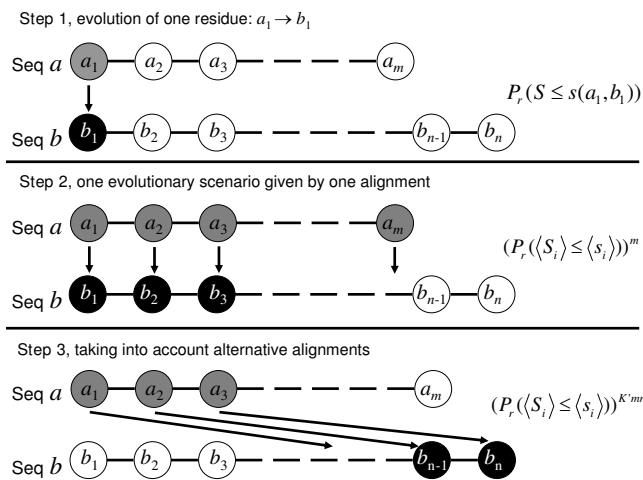 Step 1, evolution of one residue: a₁ → b₁
Seq a a₁ a₂ a₃ aₘ
Pᵣ(S ≤ s(a₁,b₁))
Seq b b₁ b₂ b₃ bₙ₋₁ bₙ
Step 2, one evolutionary scenario given by one alignment
Seq a a₁ a₂ a₃ aₘ
(Pᵣ(⟨Sᵢ⟩ ≤ ⟨sᵢ⟩))ᵐ
Seq b b₁ b₂ b₃ bₙ₋₁ bₙ
Step 3, taking into account alternative alignments
Seq a a₁ a₂ a₃ aₘ
(Pᵣ(⟨Sᵢ⟩ ≤ ⟨sᵢ⟩))
Seq b b₁ b₂ b₃ bₙ₋₁ bₙ